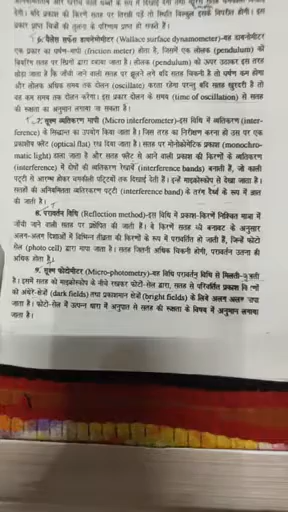 देगी। यदि प्रकाश की किरणें सतह पर तिरछी पड़ें तो स्थिति बिल्कुल इसके विपरीत होगी। इस
प्रकार प्राप्त चित्रों की तुलना के परिणाम प्राप्त हो सकते हैं।
6. वैलेस सर्फेस डायनेमोमीटर (Wallace surface dynamometer)-यह डायनेमोमीटर
एक प्रकार का घर्षण-मापी (friction meter) होता है, जिसमें एक लोलक (pendulum) की
सतह पर स्प्रिंगों द्वारा दबाया जाता है। लोलक (pendulum) को ऊपर उठाकर इस तरह
छोड़ा जाता है कि जाँची जाने वाली सतह पर झूलने लगे यदि सतह चिकनी है तो घर्षण कम होगा
और लोलक अधिक समय तक दोलन (oscillate) करता रहेगा परन्तु यदि सतह खुरदरी है तो
वह कम समय तक दोलन करेगा। इस प्रकार दोलन के समय (time of oscillation) से सतह
की रूक्षता का अनुमान लगाया जा सकता है।
7. सूक्ष्म व्यतिकरण मापी (Micro interferometer)-इस विधि में व्यतिकरण (inter-
ference) के सिद्धान्त का उपयोग किया जाता है। जिस तरह का निरीक्षण करना हो उस पर एक
प्रकाशीय फ्लैट (optical flat) रख दिया जाता है। सतह पर मोनोक्रोमेटिक प्रकाश (monochro-
matic light) डाला जाता है और सतह फ्लैट से आने वाली प्रकाश की किरणों के व्यतिकरण
(interference) में दोनों की व्यतिकरण रेखायें (interference bands) बनाती हैं, जो काली
पट्टी से आरम्भ होकर चमकीली पट्टियों तक दिखाई देती हैं। इन्हें माइक्रोस्कोप से देखा जाता है।
सतहों की अनियमितता व्यतिकरण पट्टी (interference band) के तरंग दैर्घ्य के रूप में ज्ञात
की जाती है।
8. परावर्तन विधि (Reflection method)-इस विधि में प्रकाश-किरणें निश्चित मात्रा में
जाँची जाने वाली सतह पर प्रक्षेपित की जाती हैं। वे किरणें सतह की बनावट के अनुसार
अलग-अलग दिशाओं में विभिन्न तीव्रता की किरणों के रूप में परावर्तित हो जाती हैं, जिन्हें फोटो
सेल (photo cell) द्वारा मापा जाता है। सतह जितनी अधिक चिकनी होगी, परावर्तन उतना ही
अधिक होता है।
9. सूक्ष्म फोटोमीटर (Micro-photometry)-यह विधि परावर्तन विधि से मिलती-जुलती
है। इसमें सतह को माइक्रोस्कोप के नीचे रखकर फोटो-सेल द्वारा, सतह से परिवर्तित प्रकाश किरणों
को अंधेरे-क्षेत्रों (dark fields) तथा प्रकाशमान क्षेत्रों (bright fields) के लिये अलग अलग मापा
जाता है। फोटो-सेल में ऊत्पन्न धारा में अनुपात से सतह की रूक्षता के विषय में अनुमान लगाया
जाता है।